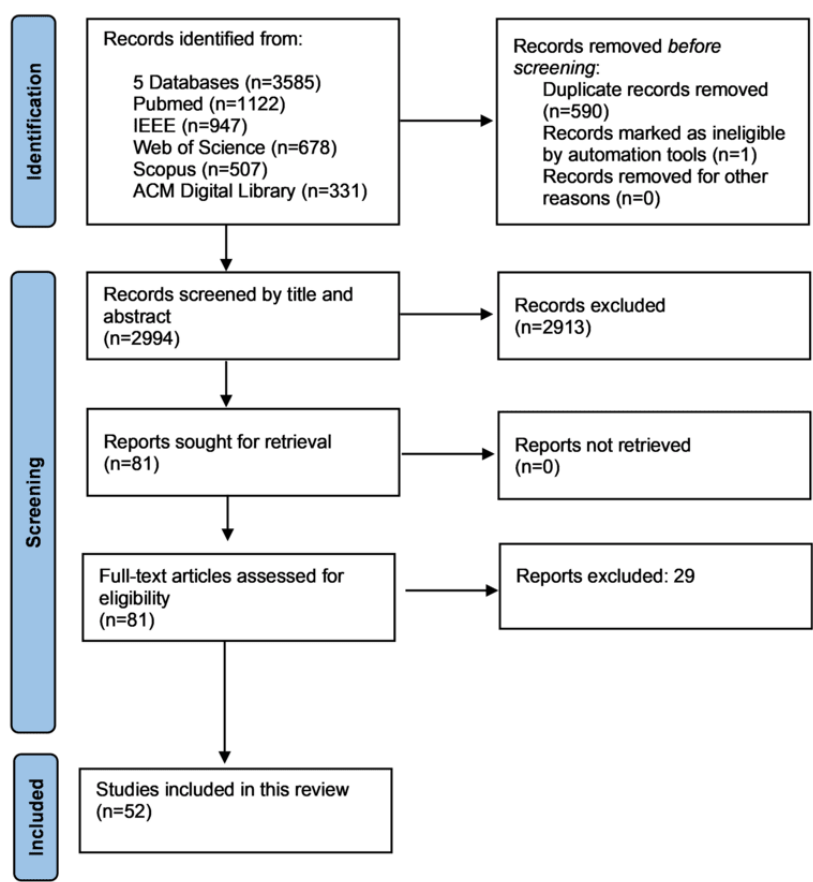 Identification
Records identified from:
5 Databases (n=3585)
Pubmed (n=1122)
IEEE (n=947)
Web of Science (n=678)
Scopus (n=507)
ACM Digital Library (n=331)
Records removed before
screening:
Duplicate records removed
(n=590)
Records marked as ineligible
by automation tools (n=1)
Records removed for other
reasons (n=0)
Screening
Records screened by title and
abstract
(n=2994)
Records excluded
(n=2913)
Reports sought for retrieval
(n=81)
Reports not retrieved
(n=0)
Full-text articles assessed for
eligibility
(n=81)
Reports excluded: 29
Included
Studies included in this review
(n=52)